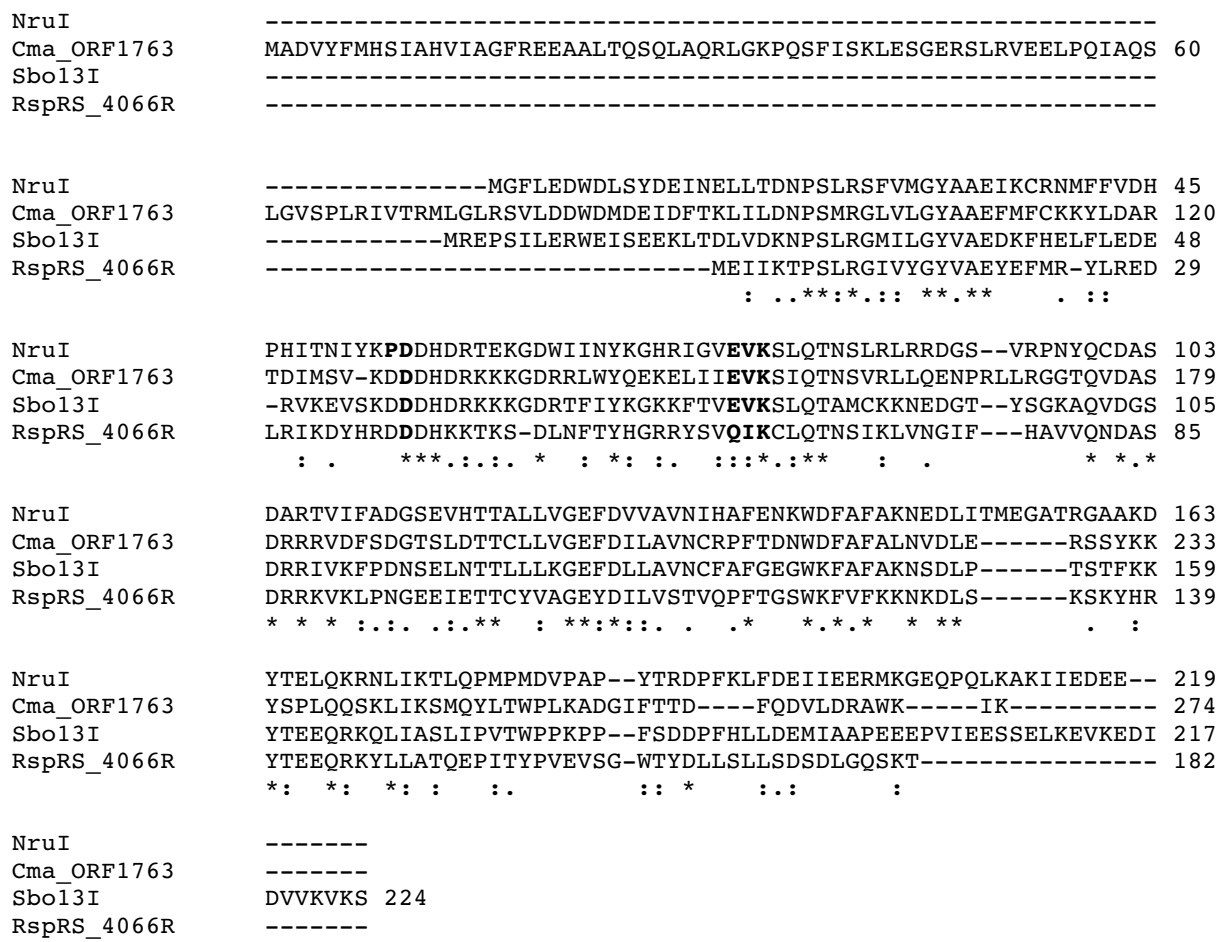 NruI ------------------------------------------------------------
Cma_ORF1763 MADVYFMHSIAHVIAGFREEAALTQSQLAQRLGKPQSFISKLESGERSLRVEELPQIAQS 60
Sbo13I ------------------------------------------------------------
RspRS_4066R ------------------------------------------------------------
NruI ---------------MGFLEDWDLSYDEINELLTDNPSLRSFVMGYAAEIKCRNMFFVDH 45
Cma_ORF1763 LGVSPLRIVTRMLGLRSVLDDWDMDEIDFTKLILDNPSMRGLVLGYAAEFMFCKKYLDAR 120
Sbo13I ------------MREPSILERWEISEEKLTDLVDKNPSLRGMILGYVAEDKFHELFLEDE 48
RspRS_4066R ------------------------------MEIIKTPSLRGIVYGYVAEYEFMR-YLRED 29
: ..**:*.:: **.** . ::
NruI PHITNIYKPDDHDRTEKGDWIINYKGHRIGVEVKSLQTNSLRLRRDGS--VRPNYQCDAS 103
Cma_ORF1763 TDIMSV-KDDDHDRKKKGDRRLWYQEKELIIEVKSIQTNSVRLLQENPRLLRGGTQVDAS 179
Sbo13I -RVKEVSKDDDHDRKKKGDRTFIYKGKKFTVEVKSLQTAMCKKNEDGT--YSGKAQVDGS 105
RspRS_4066R LRIKDYHRDDDHKKTKS-DLNFTYHGRRYSVQIKCLQTNSIKLVNGIF---HAVVQNDAS 85
: . ***.:.:. * : *: :. :::*.:** : . * *.*
NruI DARTVIFADGSEVHTTALLVGEFDVVAVNIHAFENKWDFAFAKNEDLITMEGATRGAAKD 163
Cma_ORF1763 DRRRVDFSDGTSLDTTCLLVGEFDILAVNCRPFTDNWDFAFALNVDLE------RSSYKK 233
Sbo13I DRRIVKFPDNSELNTTLLLKGEFDLLAVNCFAFGEGWKFAFAKNSDLP------TSTFKK 159
RspRS_4066R DRRKVKLPNGEEIETTCYVAGEYDILVSTVQPFTGSWKFVFKKNKDLS------KSKYHR 139
* * * :.:. .:.** : **:*::. . .* *.*.* * ** . :
NruI YTELQKRNLIKTLQPMPMDVPAP--YTRDPFKLFDEIIEERMKGEQPQLKAKIIEDEE-- 219
Cma_ORF1763 YSPLQQSKLIKSMQYLTWPLKADGIFTTD----FQDVLDRAWK-----IK---------- 274
Sbo13I YTEEQRKQLIASLIPVTWPPKPP--FSDDPFHLLDEMIAAPEEEPVIEESSELKEVKEDI 217
RspRS_4066R YTEEQRKYLLATQEPITYPVEVSG-WTYDLLSLLSDSDLGQSKT---------------- 182
*: *: *: : :. :: * :.: :
NruI -------
Cma_ORF1763 -------
Sbo13I DVVKVKS 224
RspRS_4066R -------